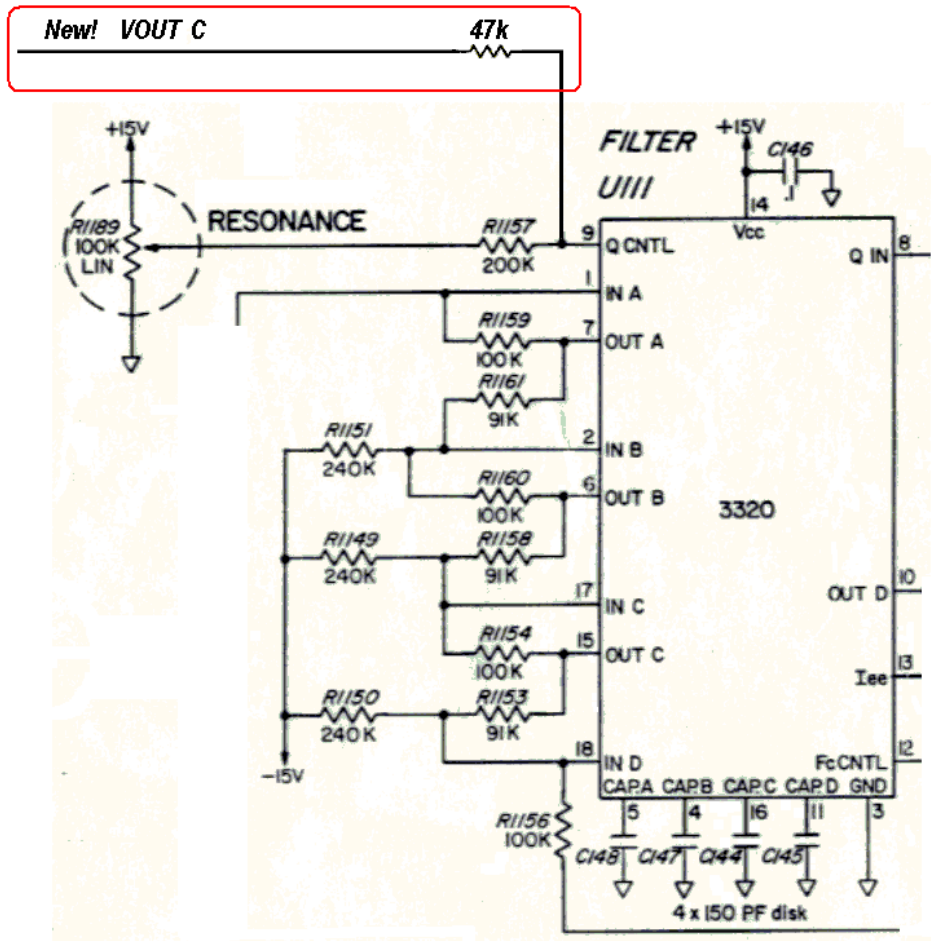 New! VOUT C 47k
+15V
FILTER
U111
+15V
C146
.1
14
Vcc
R1189
100K
LIN
RESONANCE
R1157
200K
9
Q CNTL
8
Q IN
1
IN A
R1159
100K
7
OUT A
R1161
91K
R1151
240K
2
IN B
R1160
100K
6
OUT B
3320
R1149
240K
R1158
91K
17
IN C
10
OUT D
R1154
100K
15
OUT C
13
Iee
R1150
240K
R1153
91K
18
IN D
12
Fc CNTL
-15V
CAP.A CAP.B CAP.C CAP.D GND
5 4 16 11 3
R1156
100K
C148 C147 C144 C145
4 x 150 PF disk